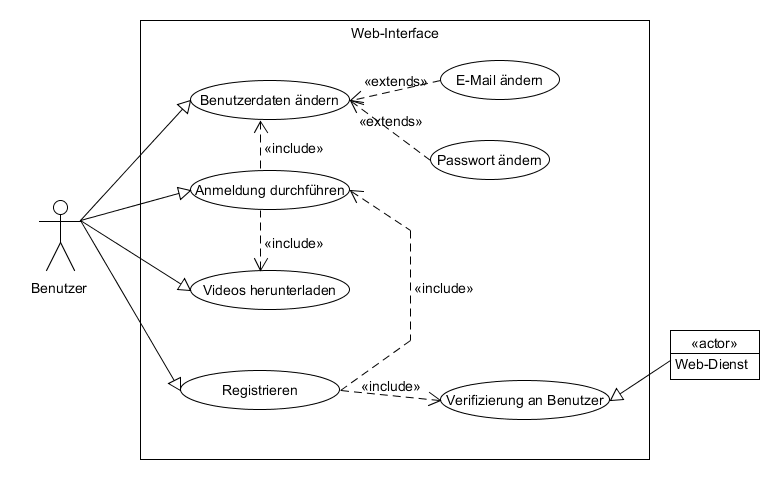 Web-Interface
«extends»
E-Mail ändern
Benutzerdaten ändern
«extends»
«include»
Passwort ändern
Anmeldung durchführen
«include»
Benutzer
Videos herunterladen
«include»
«actor»
Web-Dienst
Registrieren
«include»
Verifizierung an Benutzer